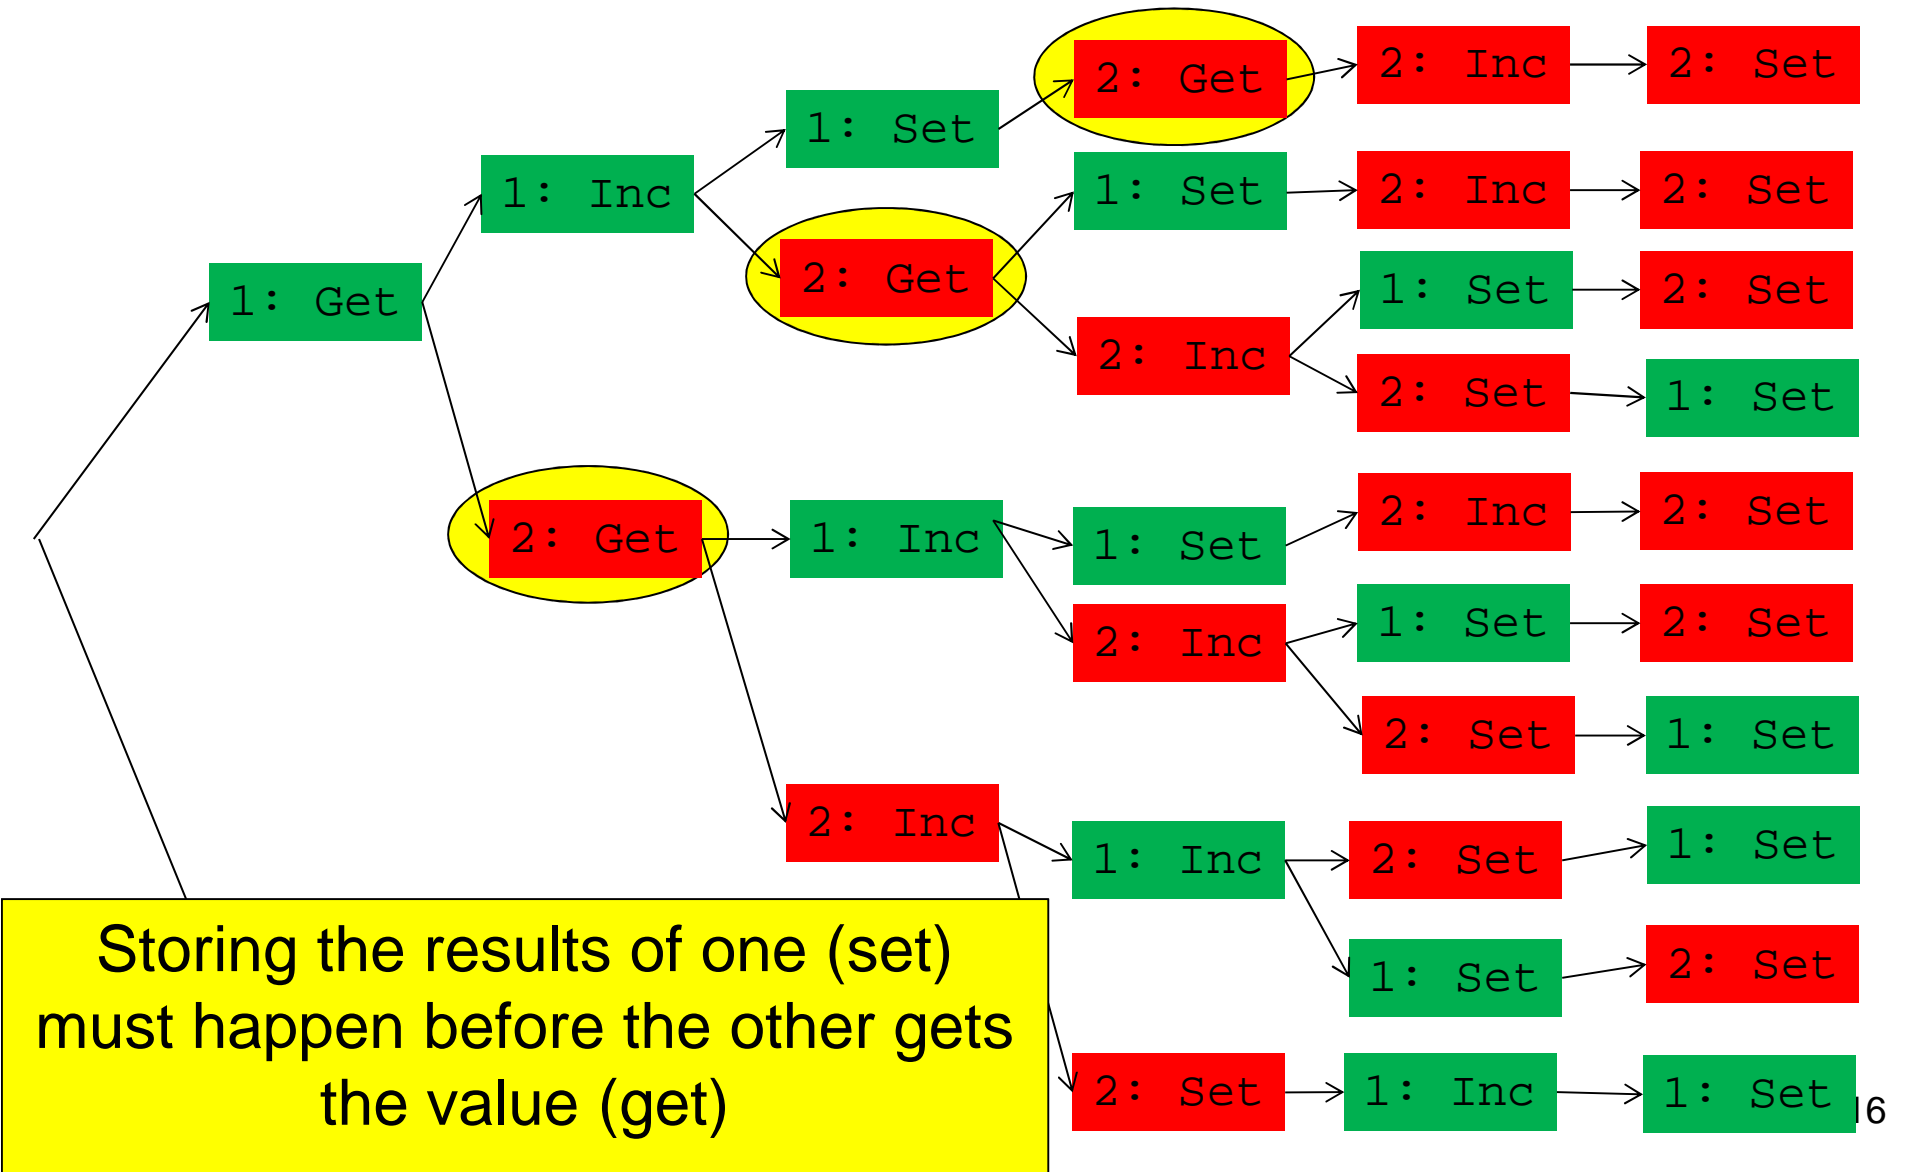 2: Get
2: Inc
2: Set
1: Set
1: Inc
1: Set
2: Inc
2: Set
2: Get
1: Get
1: Set
2: Set
2: Inc
2: Set
1: Set
2: Get
1: Inc
1: Set
2: Inc
2: Set
2: Inc
1: Set
2: Set
2: Set
1: Set
2: Inc
1: Inc
2: Set
1: Set
1: Set
2: Set
2: Set
1: Inc
1: Set
Storing the results of one (set)
must happen before the other gets
the value (get)